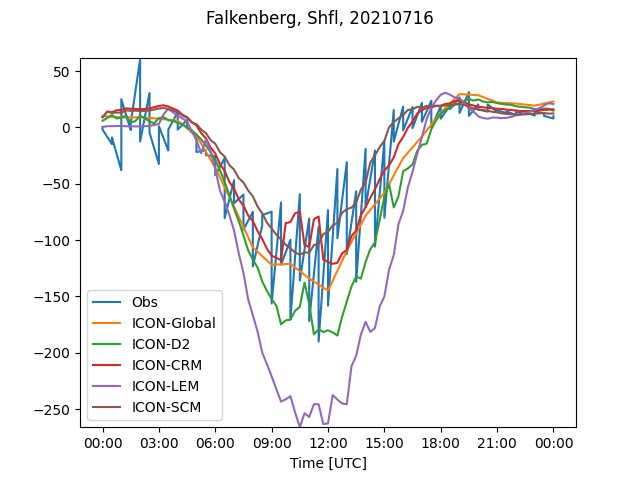 Falkenberg, Shfl, 20210716
50
0
−50
−100
−150
−200
−250
Obs
ICON-Global
ICON-D2
ICON-CRM
ICON-LEM
ICON-SCM
00:00 03:00 06:00 09:00 12:00 15:00 18:00 21:00 00:00
Time [UTC]